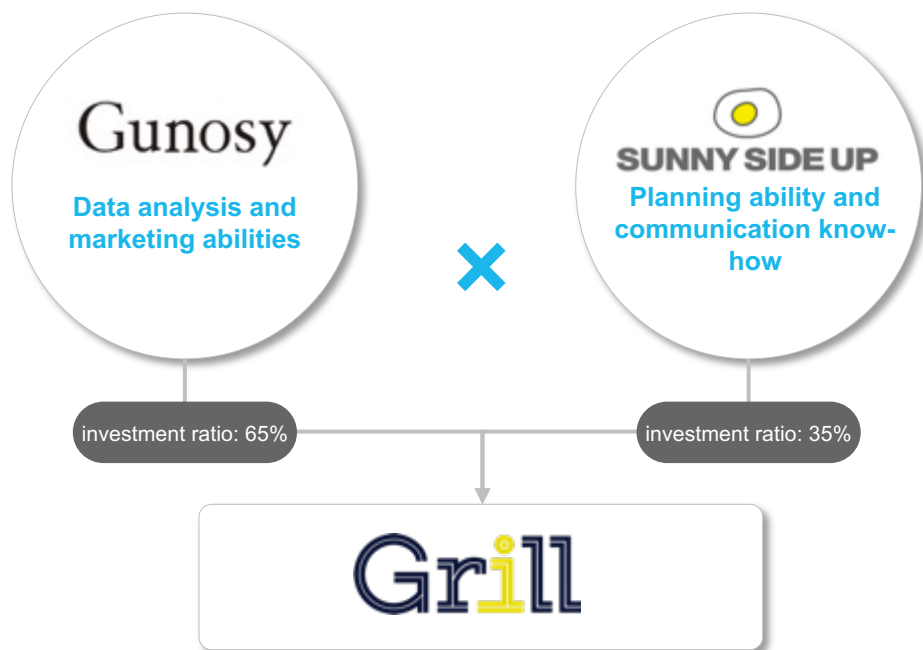 Gunosy
Data analysis and
marketing abilities
SUNNY SIDE UP
Planning ability and
communication know-
how
investment ratio: 65%
investment ratio: 35%
Grill